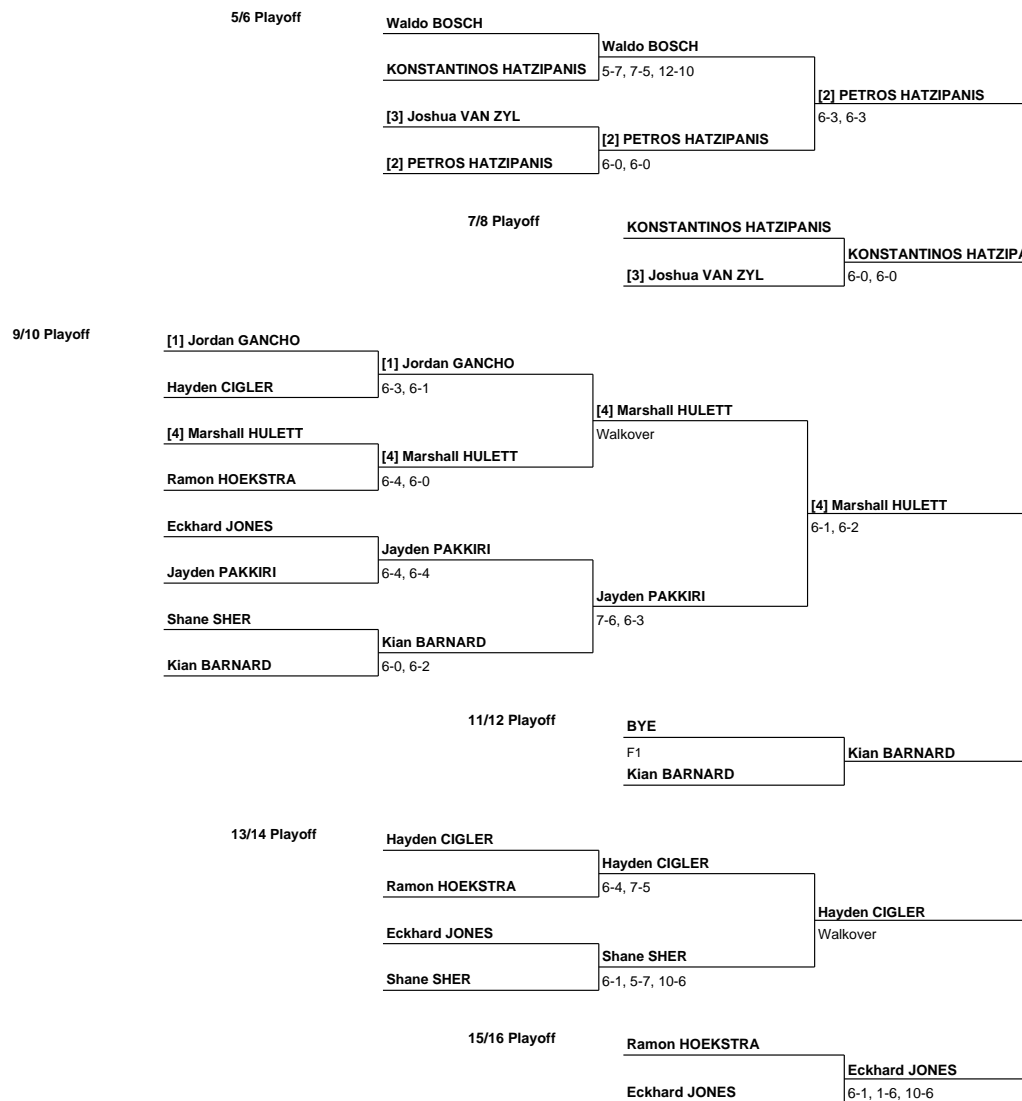 5/6 Playoff
Waldo BOSCH
Waldo BOSCH
KONSTANTINOS HATZIPANIS
5-7, 7-5, 12-10
[2] PETROS HATZIPANIS
[3] Joshua VAN ZYL
6-3, 6-3
[2] PETROS HATZIPANIS
[2] PETROS HATZIPANIS
6-0, 6-0
7/8 Playoff
KONSTANTINOS HATZIPANIS
KONSTANTINOS HATZIPA
[3] Joshua VAN ZYL
6-0, 6-0
9/10 Playoff
[1] Jordan GANCHO
[1] Jordan GANCHO
Hayden CIGLER
6-3, 6-1
[4] Marshall HULETT
[4] Marshall HULETT
Walkover
[4] Marshall HULETT
Ramon HOEKSTRA
6-4, 6-0
[4] Marshall HULETT
Eckhard JONES
6-1, 6-2
Jayden PAKKIRI
Jayden PAKKIRI
6-4, 6-4
Jayden PAKKIRI
Shane SHER
7-6, 6-3
Kian BARNARD
Kian BARNARD
6-0, 6-2
11/12 Playoff
BYE
F1
Kian BARNARD
Kian BARNARD
13/14 Playoff
Hayden CIGLER
Hayden CIGLER
Ramon HOEKSTRA
6-4, 7-5
Hayden CIGLER
Eckhard JONES
Walkover
Shane SHER
Shane SHER
6-1, 5-7, 10-6
15/16 Playoff
Ramon HOEKSTRA
Eckhard JONES
Eckhard JONES
6-1, 1-6, 10-6